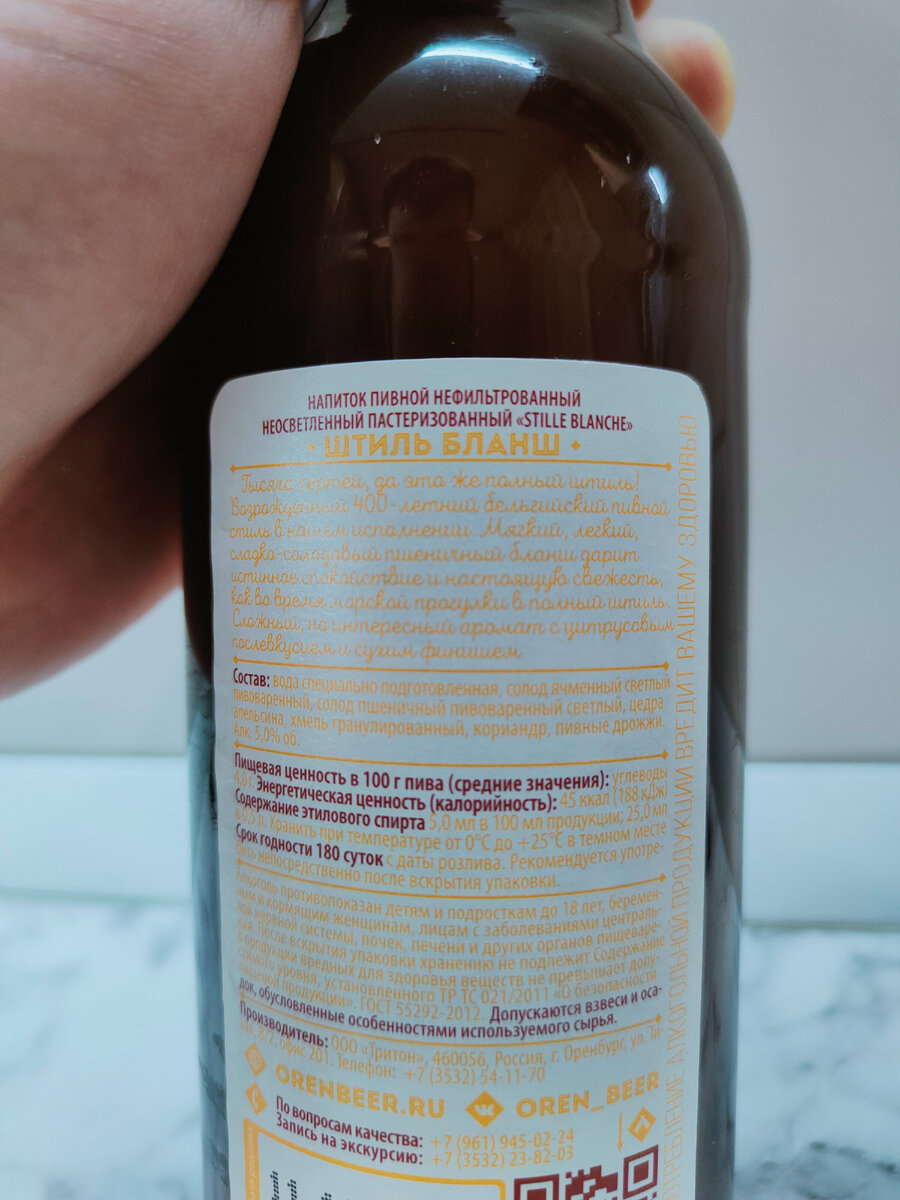 НАПИТОК ПИВНОЙ НЕФИЛЬТРОВАННЫЙ
НЕОСВЕТЛЕННЫЙ ПАСТЕРИЗОВАННЫЙ «STILLE BLANCHE»
• ШТИЛЬ БЛАНШ •
Тысяча чертей, да это же полный штиль!
Возрожденный 400-летний бельгийский пивной
стиль в нашем исполнении. Мягкий, легкий,
сладко-солодовый пшеничный бланш дарит
истинное спокойствие и настоящую свежесть,
как во время морской прогулки в полный штиль.
Сложный, но интересный аромат с цитрусовым
послевкусием и сухим финишем
Состав: вода специально подготовленная, солод ячменный светлый
пивоваренный, солод пшеничный пивоваренный светлый, цедра
апельсина, хмель гранулированный, кориандр, пивные дрожжи.
Алк. 5,0% об.
Пищевая ценность в 100 г пива (средние значения): углеводы
4,0 г. Энергетическая ценность (калорийность): 45 ккал (188 кДж)
Содержание этилового спирта 5,0 мл в 100 мл продукции; 25,0 мл
в 0,5 л. Хранить при температуре от 0°С до +25°С в темном месте
Срок годности 180 суток с даты розлива. Рекомендуется употре-
бить непосредственно после вскрытия упаковки.
Алкоголь противопоказан детям и подросткам до 18 лет, беремен-
ным и кормящим женщинам, лицам с заболеваниями централь-
ной нервной системы, почек, печени и других органов пищеваре-
ния. После вскрытия упаковки хранению не подлежит Содержание
в продукции вредных для здоровья веществ не превышает допу-
стимого уровня, установленного ТР ТС 021/2011 «О безопасности
пищевой продукции». ГОСТ 55292-2012. Допускаются взвеси и оса-
док, обусловленные особенностями используемого сырья.
Производитель: ООО «Тритон», 460056, Россия, г. Оренбург, ул. Ти-
хая, 8/2, офис 201. Телефон: +7 (3532) 54-11-70
ORENBEER.RU OREN_BEER
По вопросам качества: +7 (961) 945-02-24
Запись на экскурсию: +7 (3532) 23-82-03
ПОТРЕБЛЕНИЕ АЛКОГОЛЬНОЙ ПРОДУКЦИИ ВРЕДИТ ВАШЕМУ ЗДОРОВЬЮ